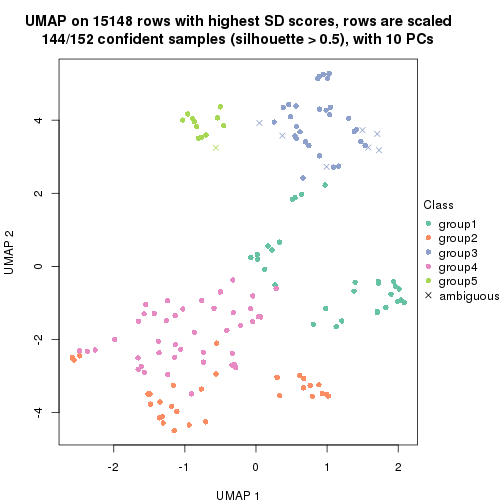 UMAP on 15148 rows with highest SD scores, rows are scaled
144/152 confident samples (silhouette > 0.5), with 10 PCs
4
2
0
-2
-4
UMAP 2
-2
-1
0
1
2
UMAP 1
Class
group1
group2
group3
group4
group5
ambiguous